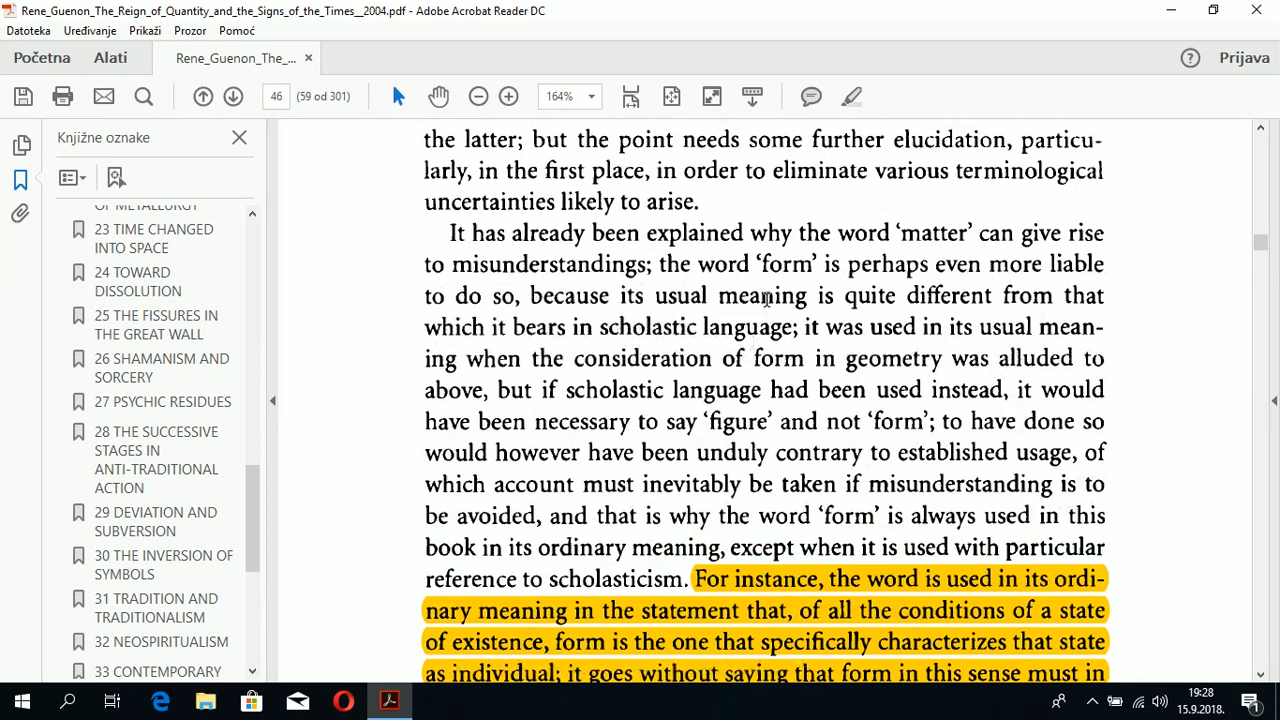 Rene_Guenon_The_Reign_of_Quantity_and_the_Signs_of_the_Times__2004.pdf - Adobe Acrobat Reader DC
Datoteka Uređivanje Prikaži Prozor Pomoć
Početna Alati Rene_Guenon_The_... × Prijava
46 (59 od 301) 164%
Knjižne oznake
OF METALLURGY
23 TIME CHANGED
INTO SPACE
24 TOWARD
DISSOLUTION
25 THE FISSURES IN
THE GREAT WALL
26 SHAMANISM AND
SORCERY
27 PSYCHIC RESIDUES
28 THE SUCCESSIVE
STAGES IN
ANTI-TRADITIONAL
ACTION
29 DEVIATION AND
SUBVERSION
30 THE INVERSION OF
SYMBOLS
31 TRADITION AND
TRADITIONALISM
32 NEOSPIRITUALISM
33 CONTEMPORARY
the latter; but the point needs some further elucidation, particu-
larly, in the first place, in order to eliminate various terminological
uncertainties likely to arise.
It has already been explained why the word ‘matter’ can give rise
to misunderstandings; the word ‘form’ is perhaps even more liable
to do so, because its usual meaning is quite different from that
which it bears in scholastic language; it was used in its usual mean-
ing when the consideration of form in geometry was alluded to
above, but if scholastic language had been used instead, it would
have been necessary to say ‘figure’ and not ‘form’; to have done so
would however have been unduly contrary to established usage, of
which account must inevitably be taken if misunderstanding is to
be avoided, and that is why the word ‘form’ is always used in this
book in its ordinary meaning, except when it is used with particular
reference to scholasticism. For instance, the word is used in its ordi-
nary meaning in the statement that, of all the conditions of a state
of existence, form is the one that specifically characterizes that state
as individual; it goes without saying that form in this sense must in
19:28
15.9.2018.
1